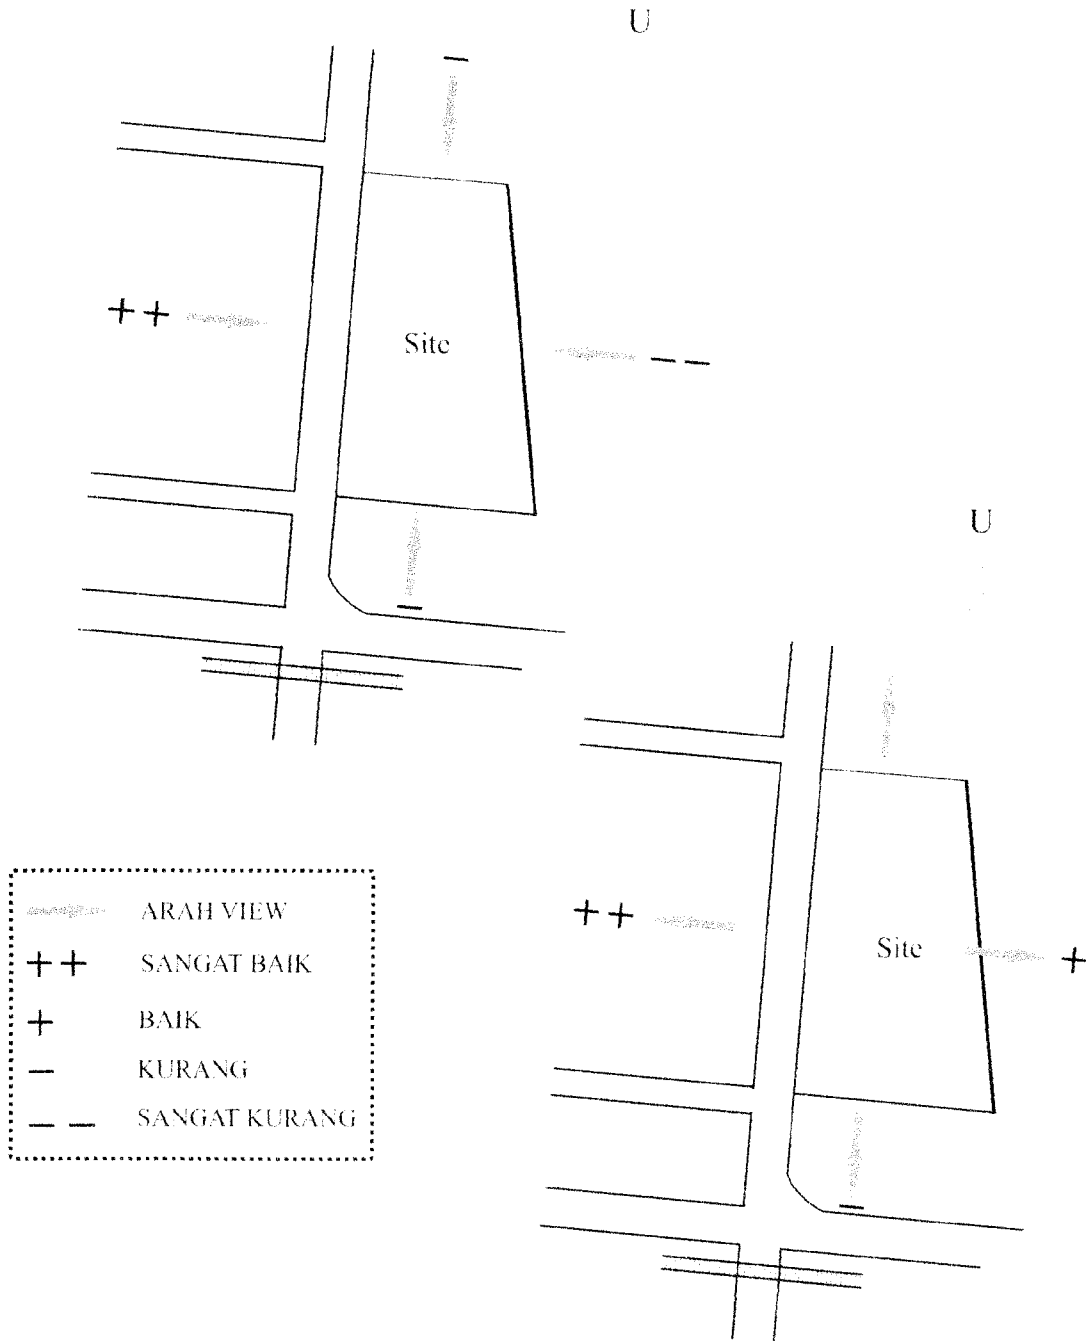 U
−
++
Site
− −
−
U
++
Site
+
−
ARAH VIEW
++ SANGAT BAIK
+ BAIK
− KURANG
− − SANGAT KURANG